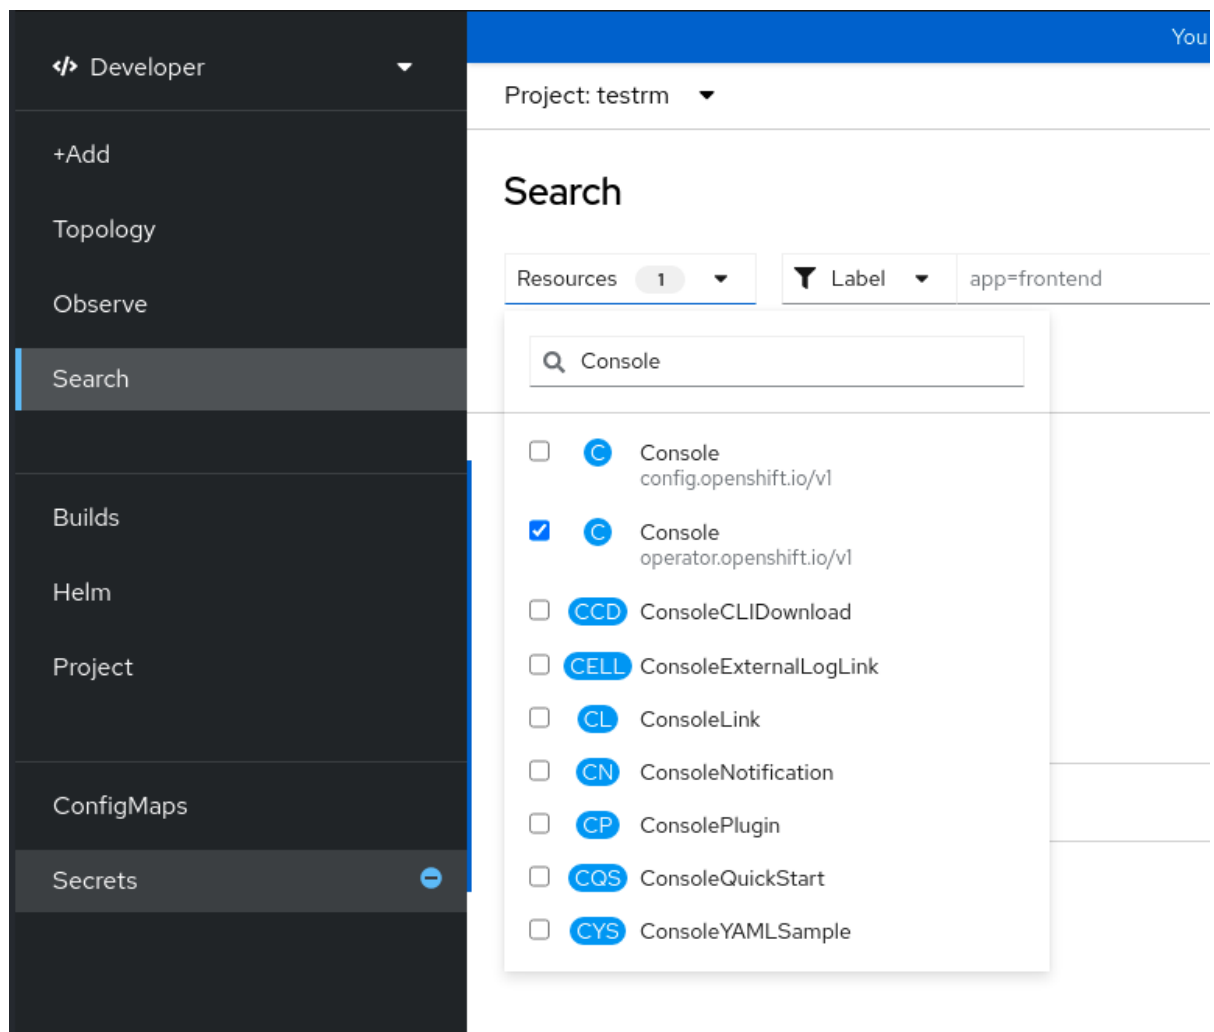 </> Developer
+Add
Topology
Observe
Search
Builds
Helm
Project
ConfigMaps
Secrets
You
Project: testrm
Search
Resources 1
Label
app=frontend
Console
C Console
config.openshift.io/v1
C Console
operator.openshift.io/v1
CCD ConsoleCLIDownload
CELL ConsoleExternalLogLink
CL ConsoleLink
CN ConsoleNotification
CP ConsolePlugin
CQS ConsoleQuickStart
CYS ConsoleYAMLSample